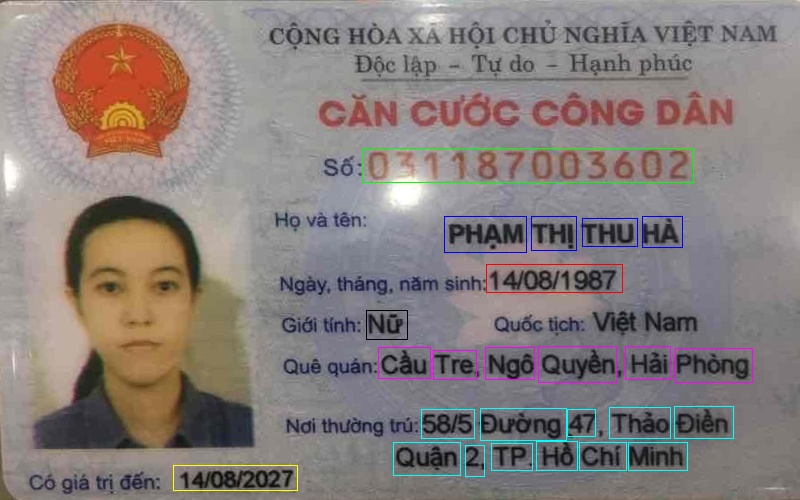 CỘNG HÒA XÃ HỘI CHỦ NGHĨA VIỆT NAM
Độc lập – Tự do – Hạnh phúc
CĂN CƯỚC CÔNG DÂN
Số: 031187003602
Họ và tên: PHẠM THỊ THU HÀ
Ngày, tháng, năm sinh: 14/08/1987
Giới tính: Nữ Quốc tịch: Việt Nam
Quê quán: Cầu Tre, Ngô Quyền, Hải Phòng
Nơi thường trú: 58/5 Đường 47, Thảo Điền
Quận 2, TP. Hồ Chí Minh
Có giá trị đến: 14/08/2027